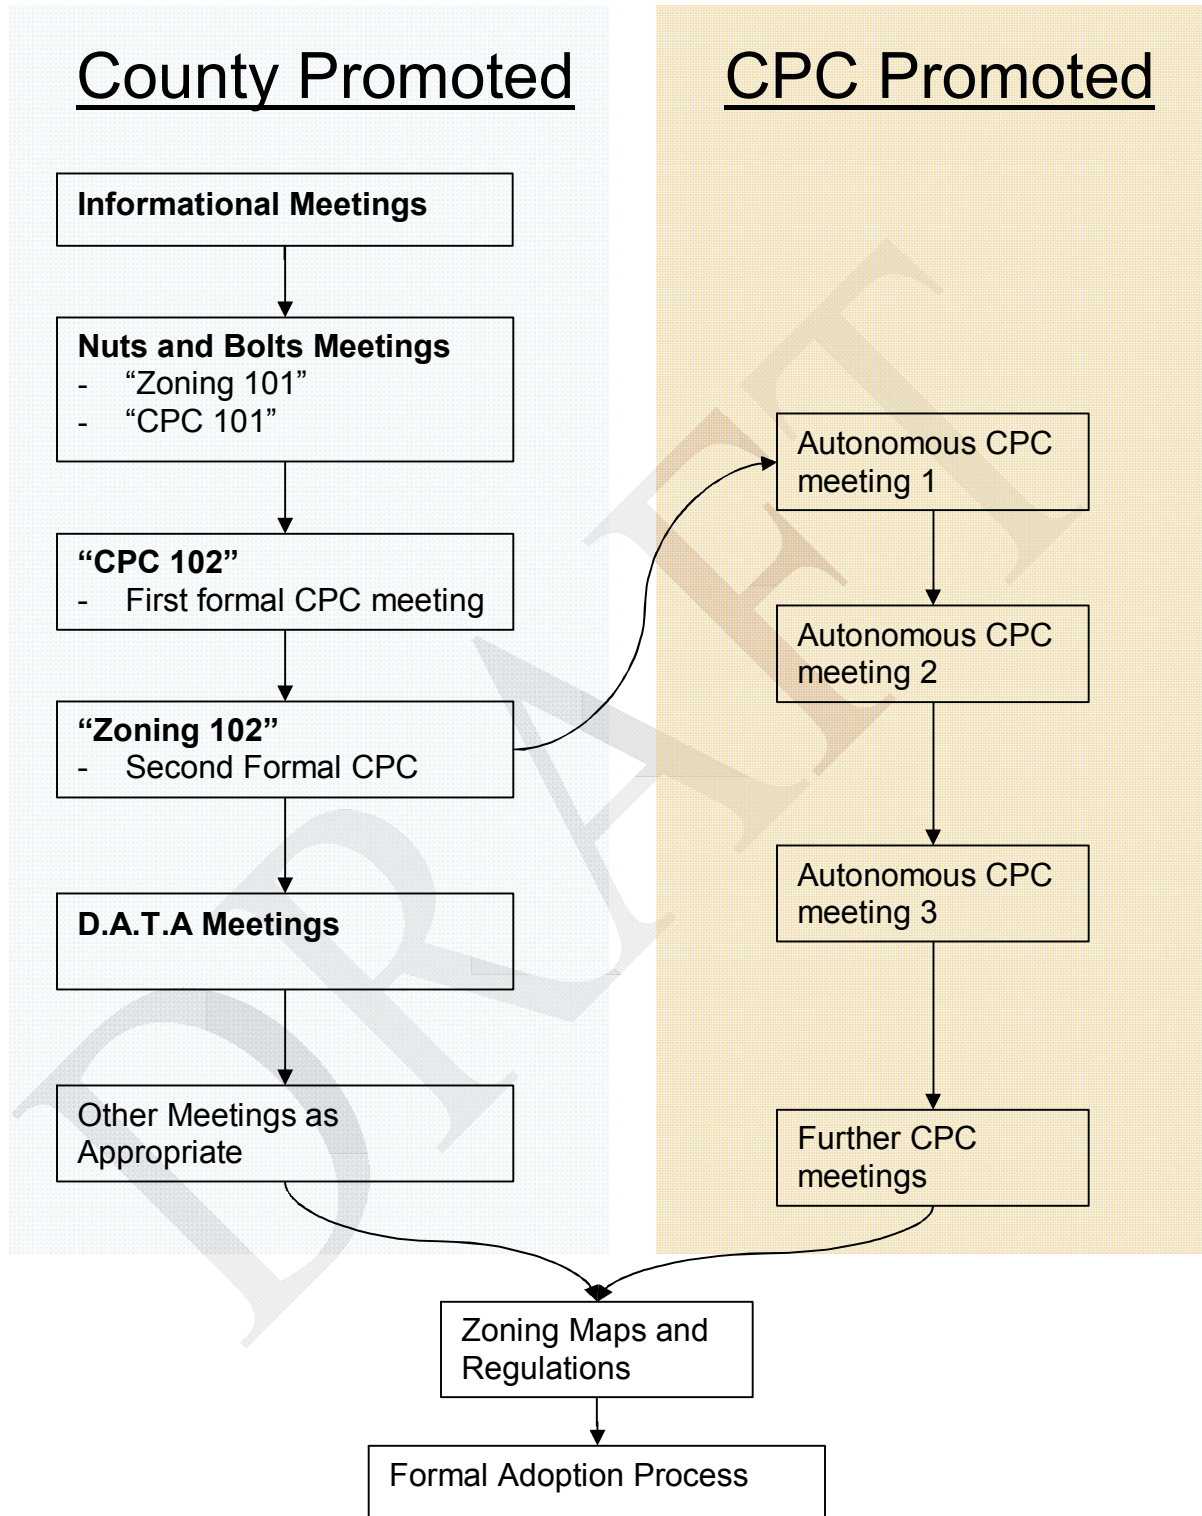 County Promoted
Informational Meetings
Nuts and Bolts Meetings
- “Zoning 101”
- “CPC 101”
“CPC 102”
- First formal CPC meeting
“Zoning 102”
- Second Formal CPC
D.A.T.A Meetings
Other Meetings as
Appropriate
CPC Promoted
Autonomous CPC
meeting 1
Autonomous CPC
meeting 2
Autonomous CPC
meeting 3
Further CPC
meetings
Zoning Maps and
Regulations
Formal Adoption Process
DRAFT